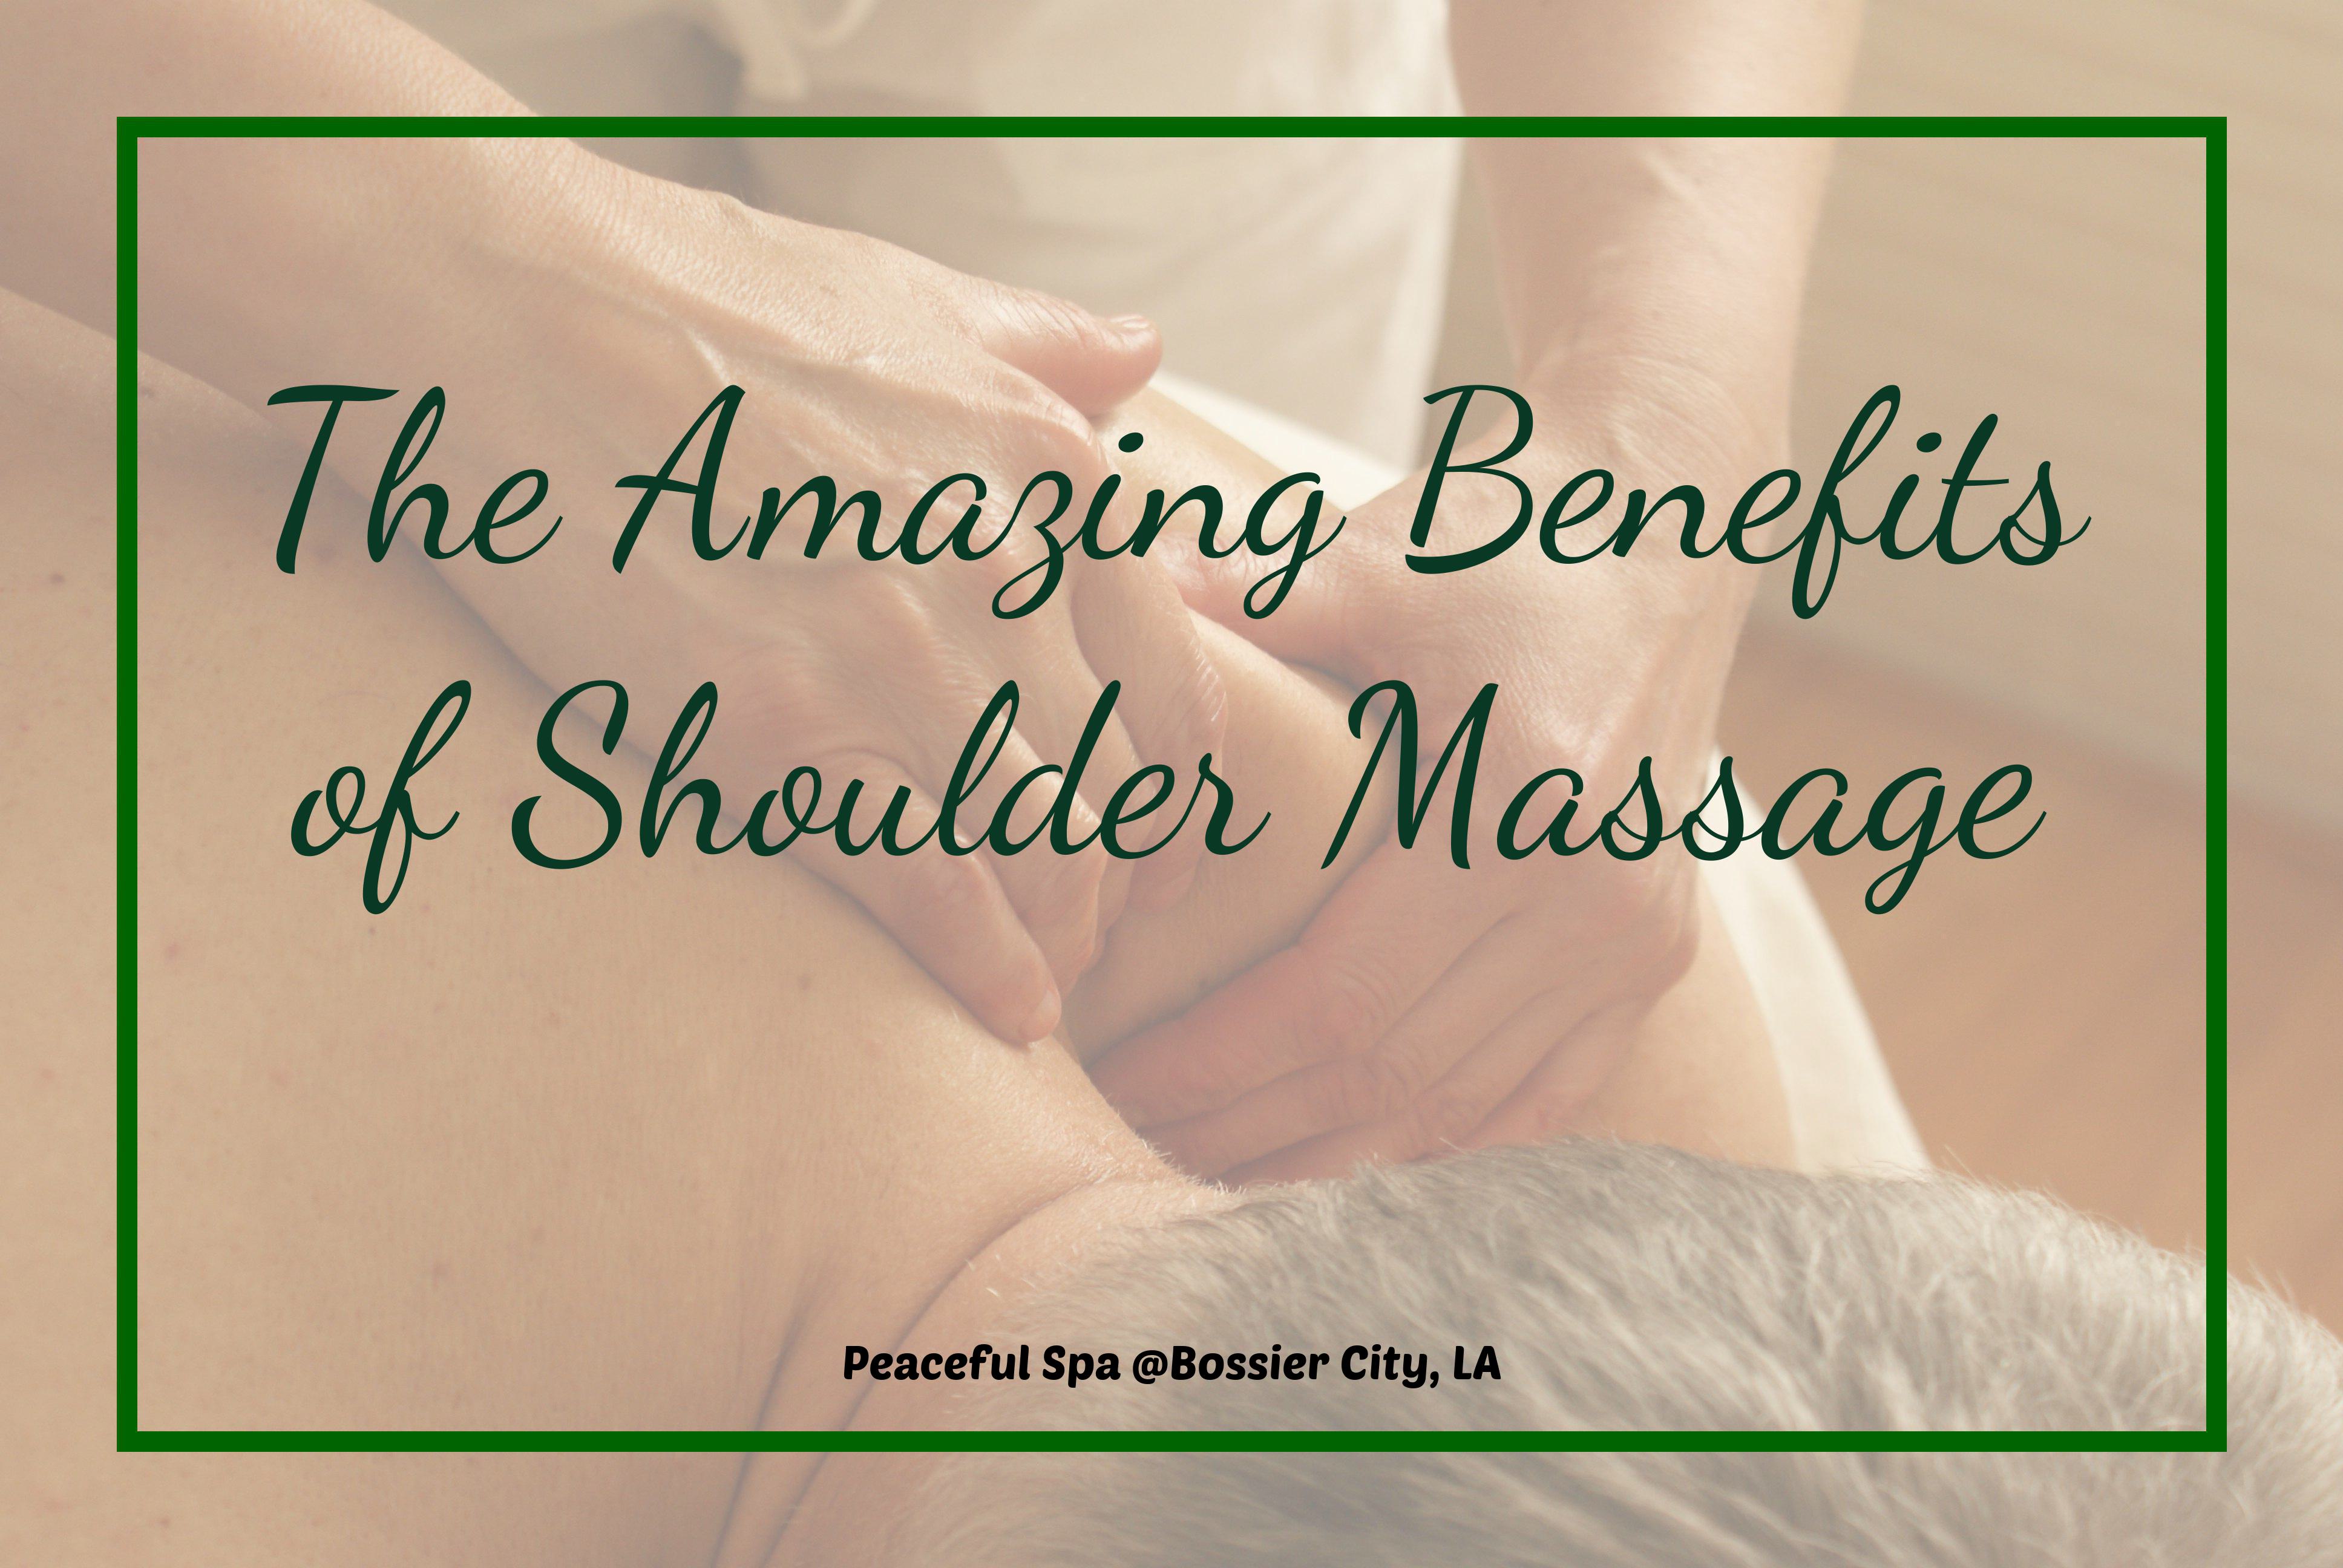 The Amazing Benefits
of Shoulder Massage
Peaceful Spa @Bossier City, LA